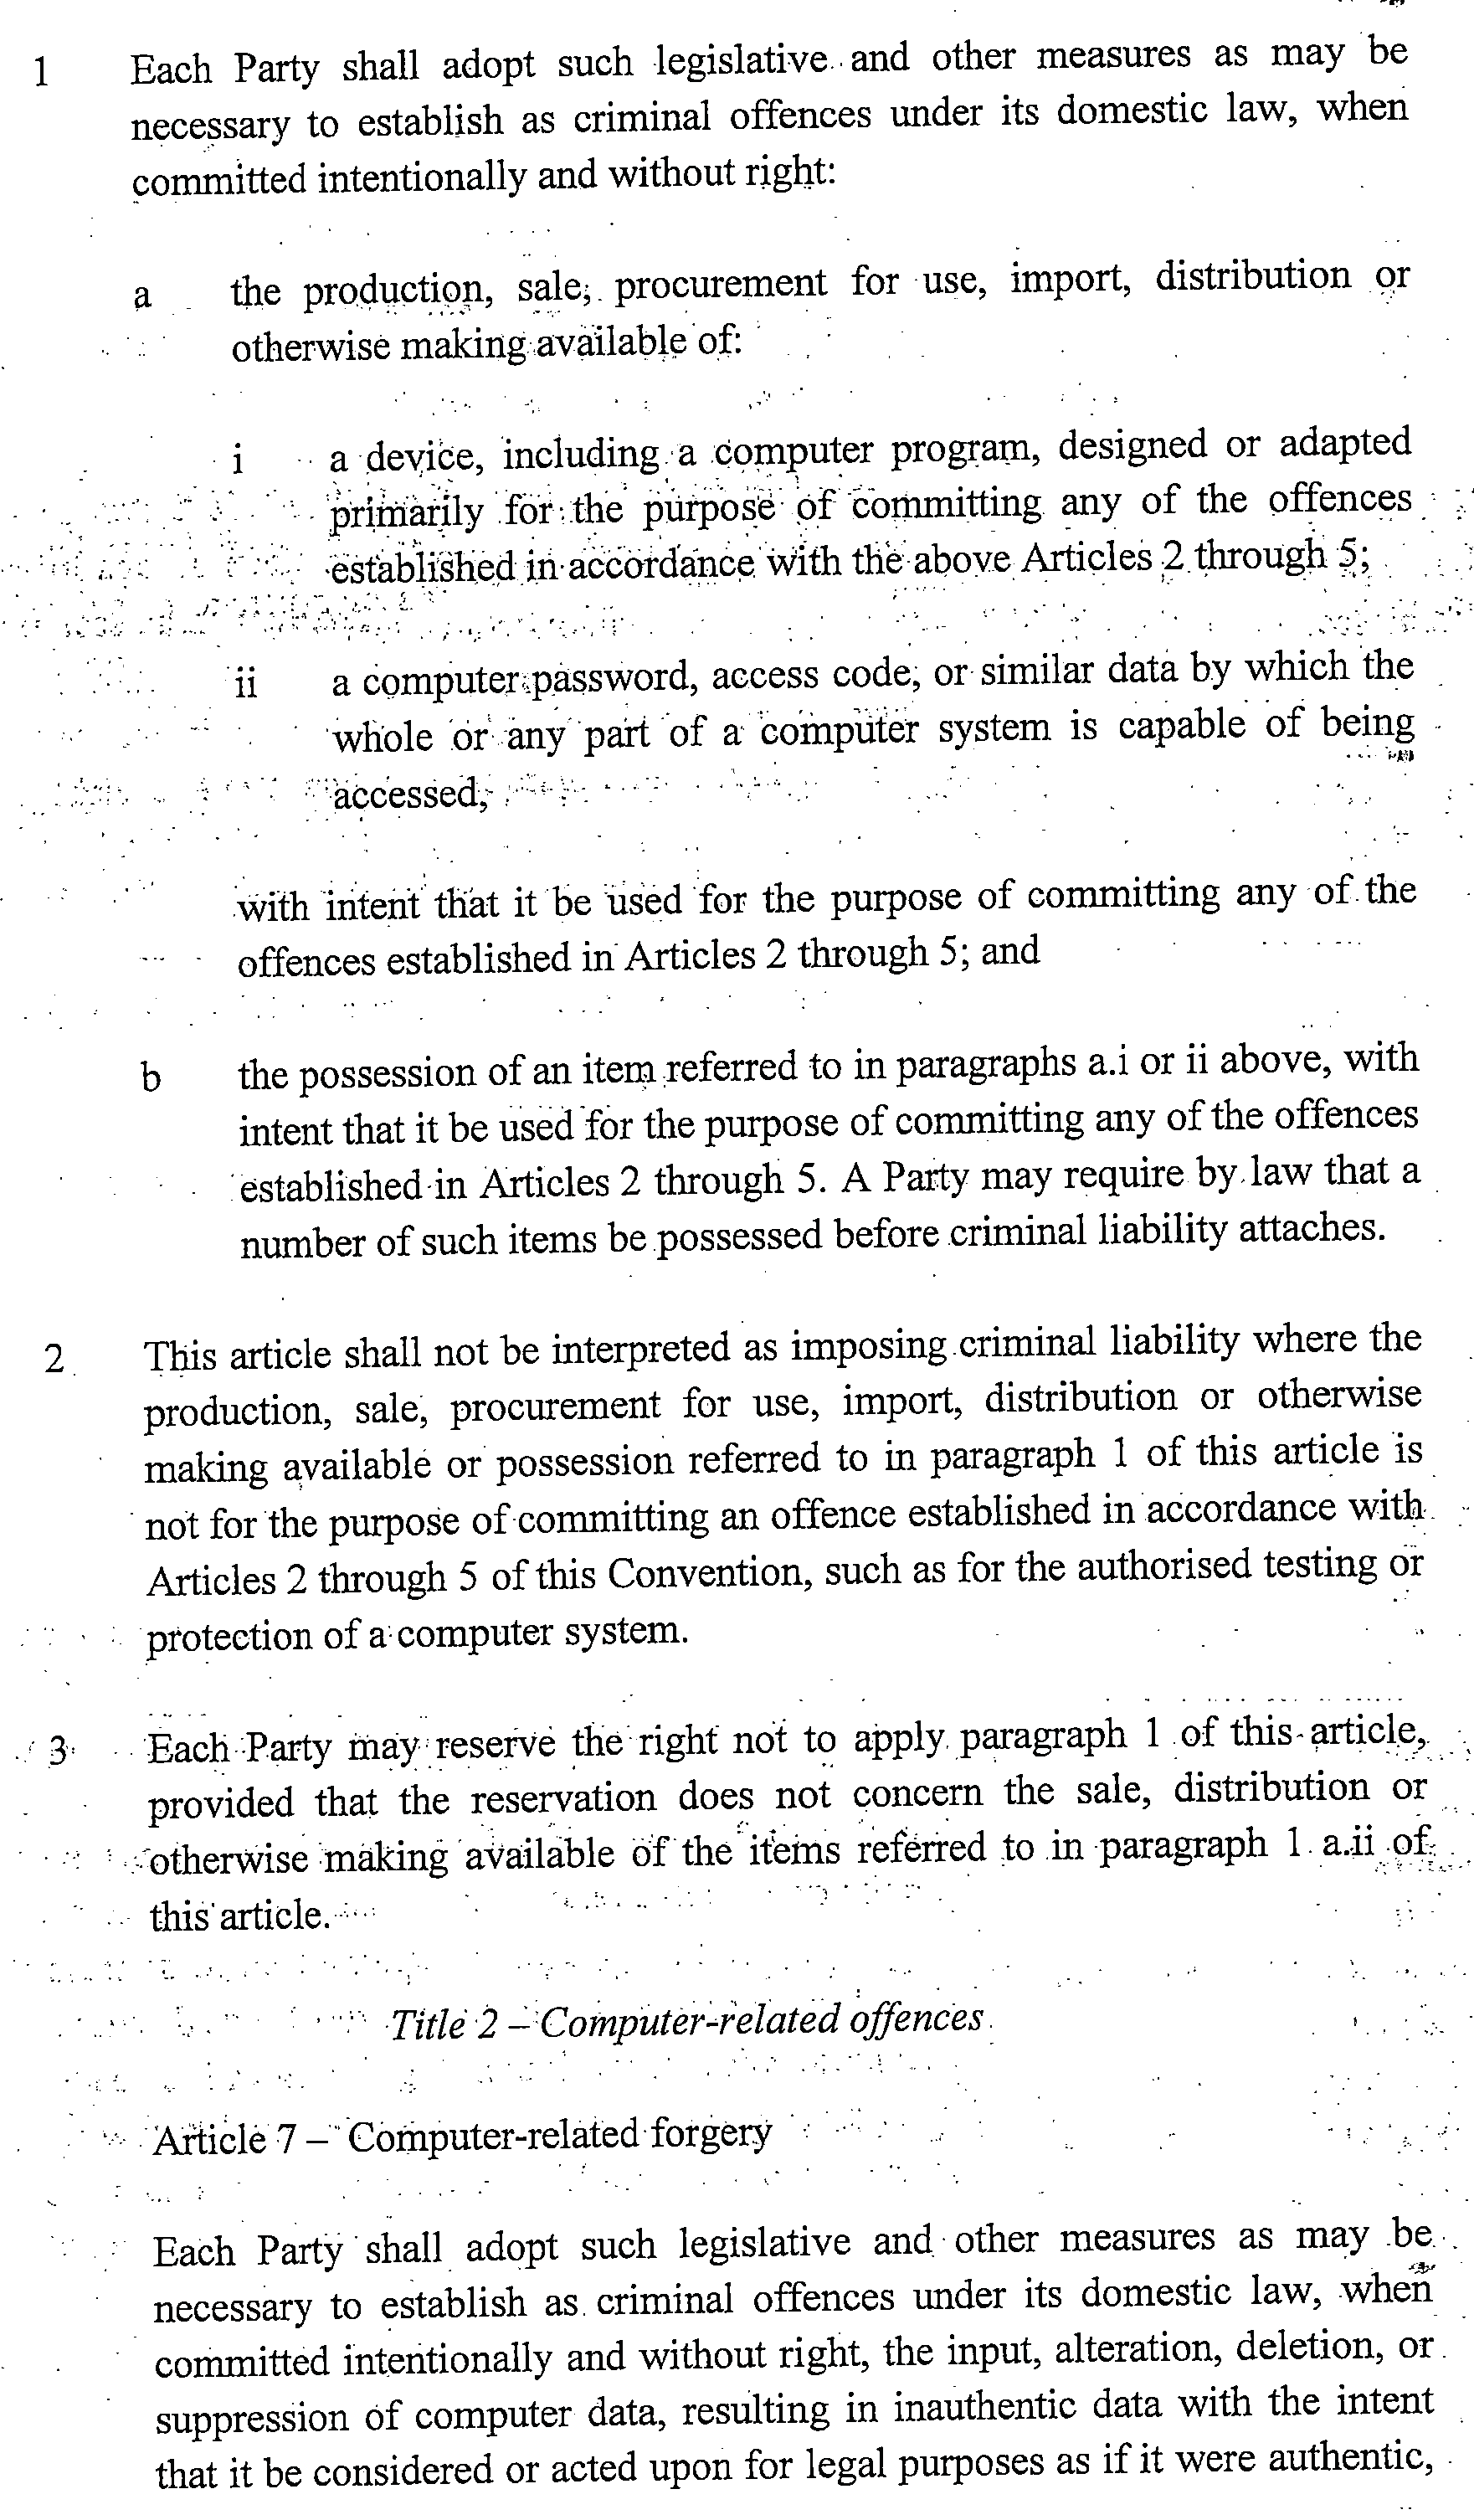 1 Each Party shall adopt such legislative and other measures as may be
necessary to establish as criminal offences under its domestic law, when
committed intentionally and without right:
a the production, sale, procurement for use, import, distribution or
otherwise making available of:
i a device, including a computer program, designed or adapted
primarily for the purpose of committing any of the offences
established in accordance with the above Articles 2 through 5;
ii a computer password, access code, or similar data by which the
whole or any part of a computer system is capable of being
accessed,
with intent that it be used for the purpose of committing any of the
offences established in Articles 2 through 5; and
b the possession of an item referred to in paragraphs a.i or ii above, with
intent that it be used for the purpose of committing any of the offences
established in Articles 2 through 5. A Party may require by law that a
number of such items be possessed before criminal liability attaches.
2 This article shall not be interpreted as imposing criminal liability where the
production, sale, procurement for use, import, distribution or otherwise
making available or possession referred to in paragraph 1 of this article is
not for the purpose of committing an offence established in accordance with
Articles 2 through 5 of this Convention, such as for the authorised testing or
protection of a computer system.
3 Each Party may reserve the right not to apply paragraph 1 of this article,
provided that the reservation does not concern the sale, distribution or
otherwise making available of the items referred to in paragraph 1 a.ii of
this article.
Title 2 – Computer-related offences
Article 7 – Computer-related forgery
Each Party shall adopt such legislative and other measures as may be
necessary to establish as criminal offences under its domestic law, when
committed intentionally and without right, the input, alteration, deletion, or
suppression of computer data, resulting in inauthentic data with the intent
that it be considered or acted upon for legal purposes as if it were authentic,